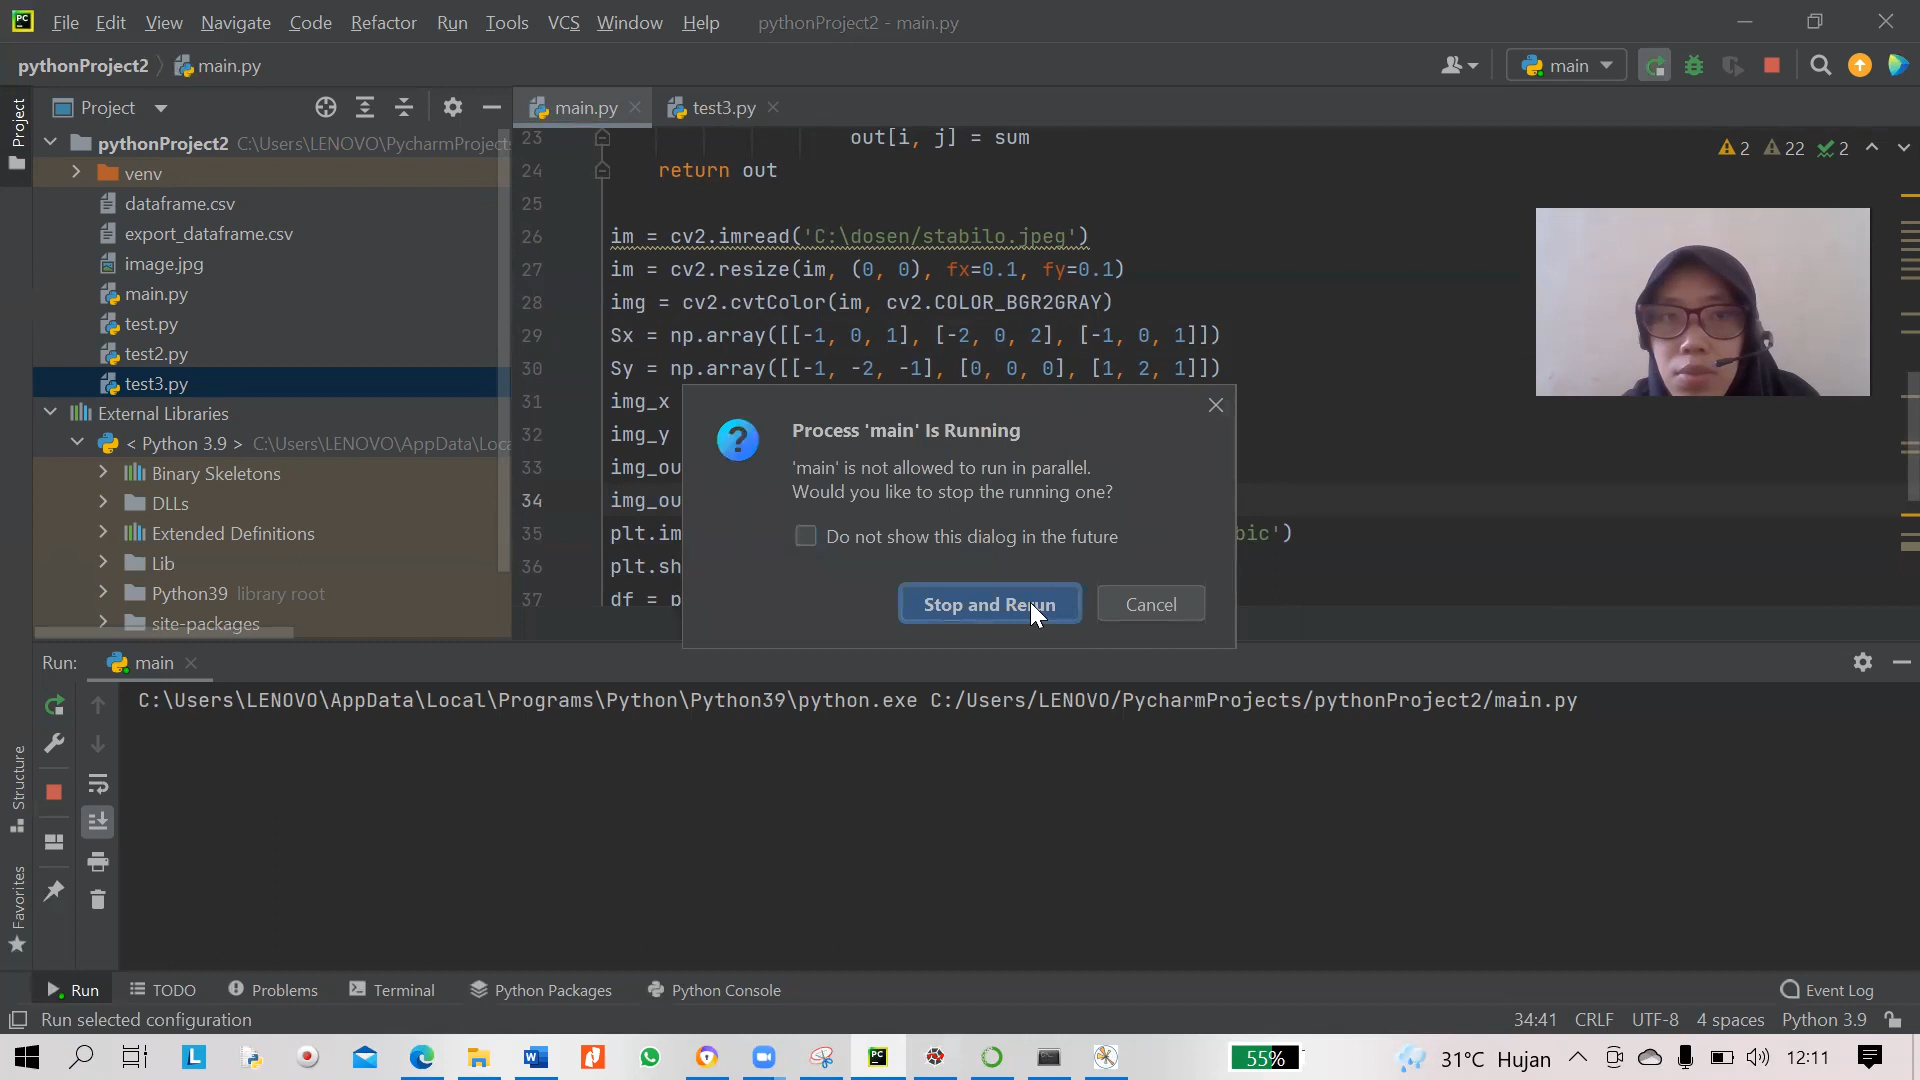 PC File Edit View Navigate Code Refactor Run Tools VCS Window Help pythonProject2 - main.py
pythonProject2 main.py main
Project main.py test3.py
Project
pythonProject2 C:\Users\LENOVO\PycharmProject
venv
dataframe.csv
export_dataframe.csv
image.jpg
main.py
test.py
test2.py
test3.py
External Libraries
< Python 3.9 > C:\Users\LENOVO\AppData\Loca
Binary Skeletons
DLLs
Extended Definitions
Lib
Python39 library root
site-packages
2 22 2
23 out[i, j] = sum
24 return out
25
26 im = cv2.imread('C:\dosen/stabilo.jpeg')
27 im = cv2.resize(im, (0, 0), fx=0.1, fy=0.1)
28 img = cv2.cvtColor(im, cv2.COLOR_BGR2GRAY)
29 Sx = np.array([[-1, 0, 1], [-2, 0, 2], [-1, 0, 1]])
30 Sy = np.array([[-1, -2, -1], [0, 0, 0], [1, 2, 1]])
31 img_x
32 img_y
33 img_ou
34 img_ou
35 plt.im bic')
36 plt.sh
37 df = p
?
Process 'main' Is Running
'main' is not allowed to run in parallel.
Would you like to stop the running one?
Do not show this dialog in the future
Stop and Rerun Cancel
Run: main
C:\Users\LENOVO\AppData\Local\Programs\Python\Python39\python.exe C:/Users/LENOVO/PycharmProjects/pythonProject2/main.py
Structure
Favorites
Run TODO Problems Terminal Python Packages Python Console Event Log
Run selected configuration 34:41 CRLF UTF-8 4 spaces Python 3.9
L W PC 55% 31°C Hujan 12:11